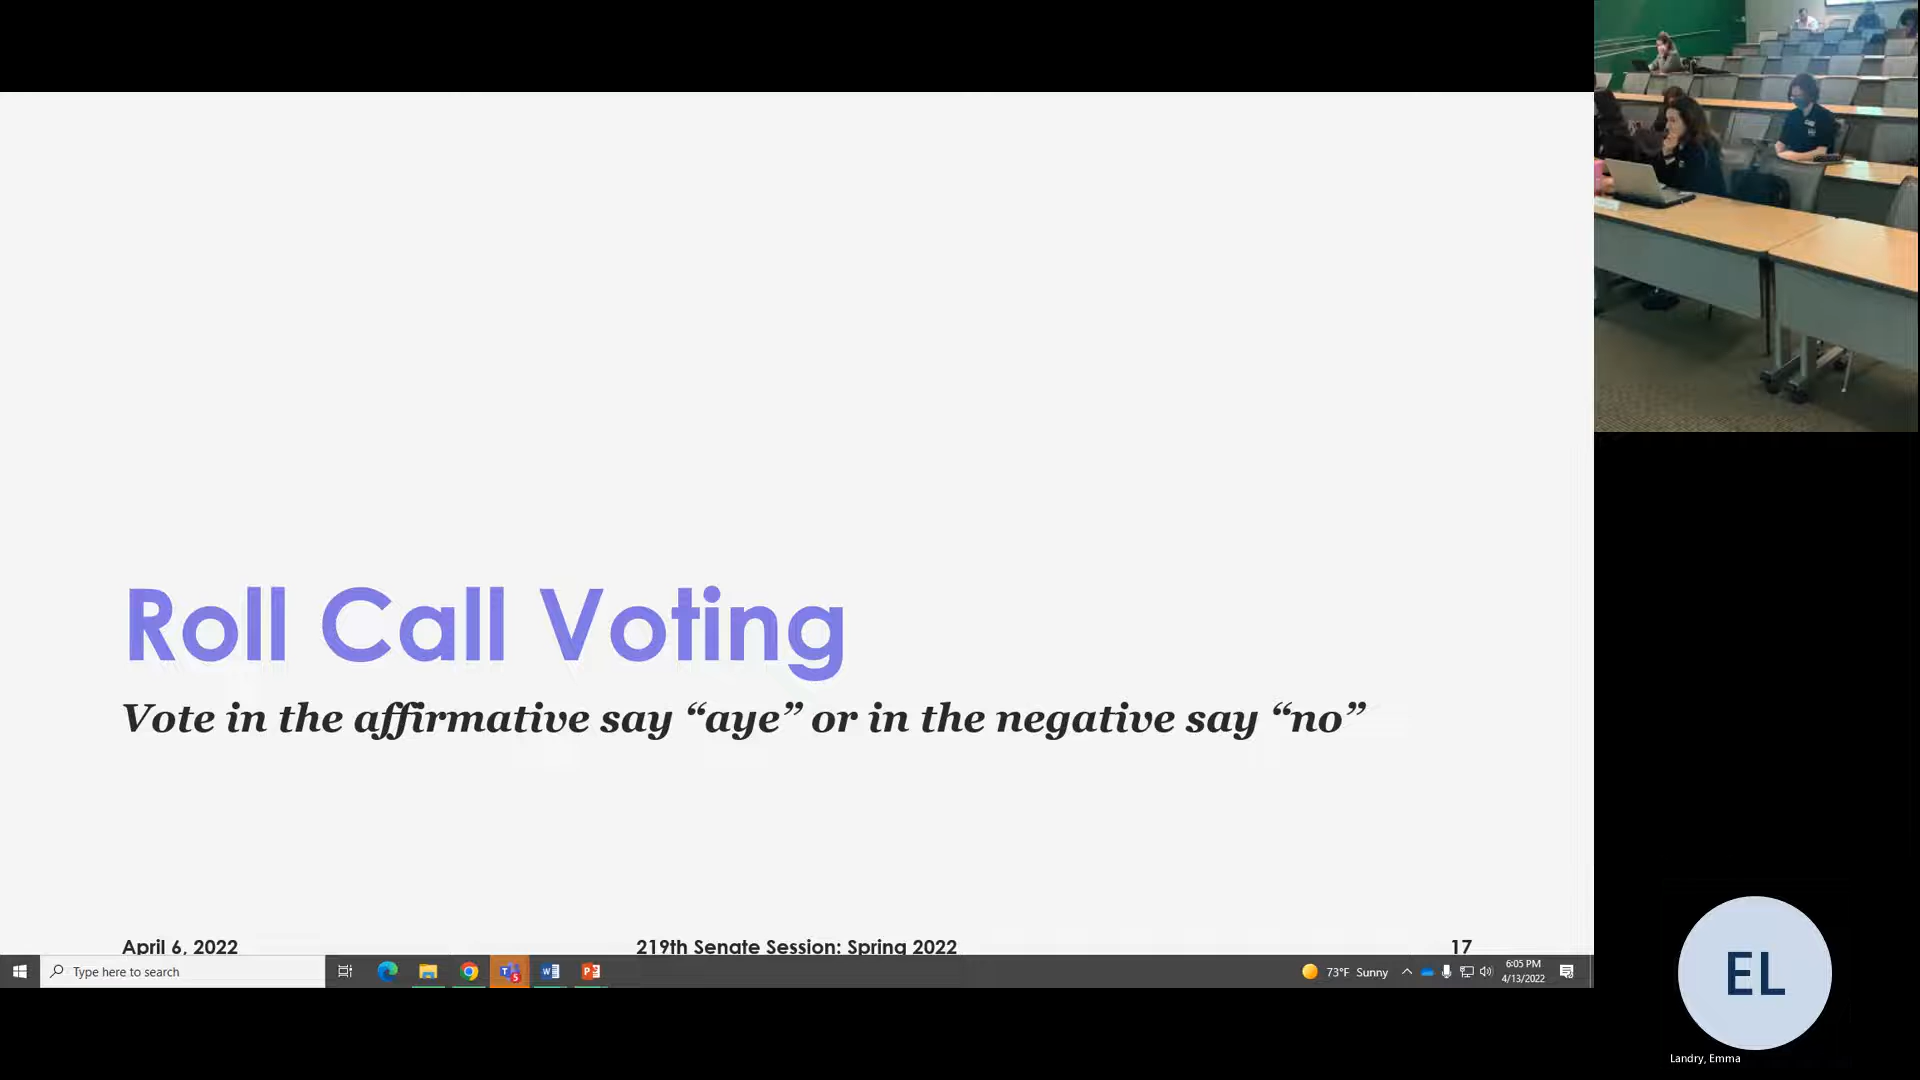 Roll Call Voting
Vote in the affirmative say “aye” or in the negative say “no”
April 6, 2022
219th Senate Session: Spring 2022
17
Type here to search
73°F Sunny
6:05 PM
4/13/2022
EL
Landry, Emma